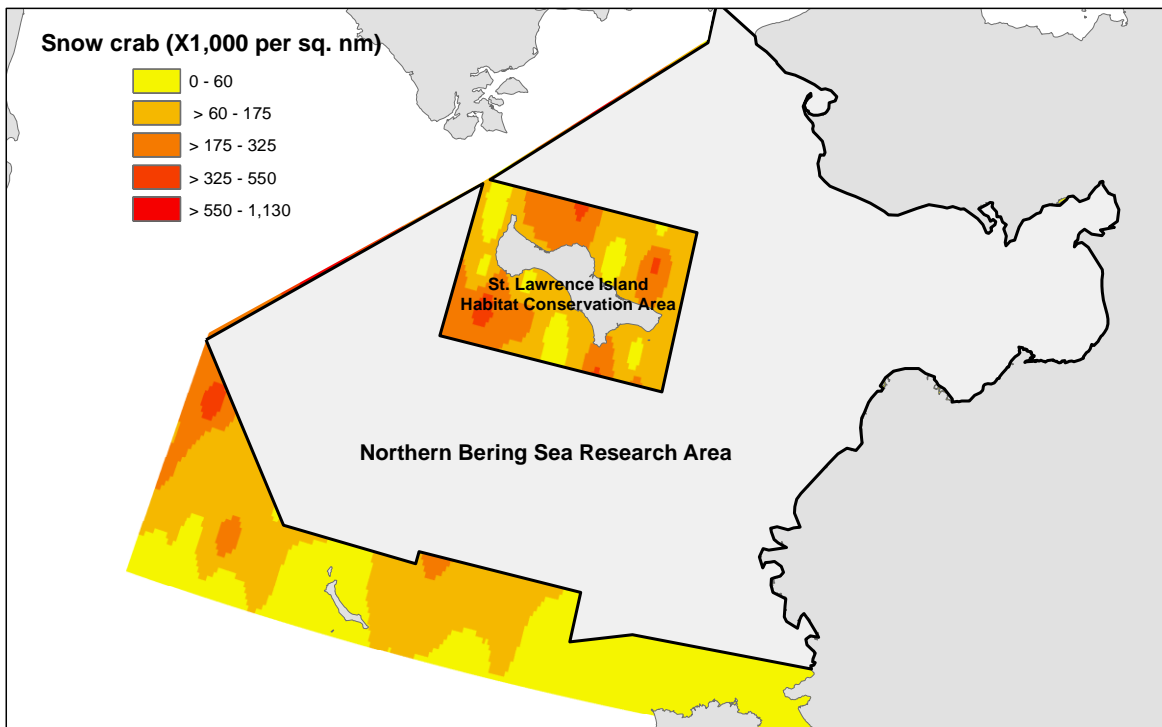 Snow crab (X1,000 per sq. nm)
0 - 60
> 60 - 175
> 175 - 325
> 325 - 550
> 550 - 1,130
St. Lawrence Island
Habitat Conservation Area
Northern Bering Sea Research Area